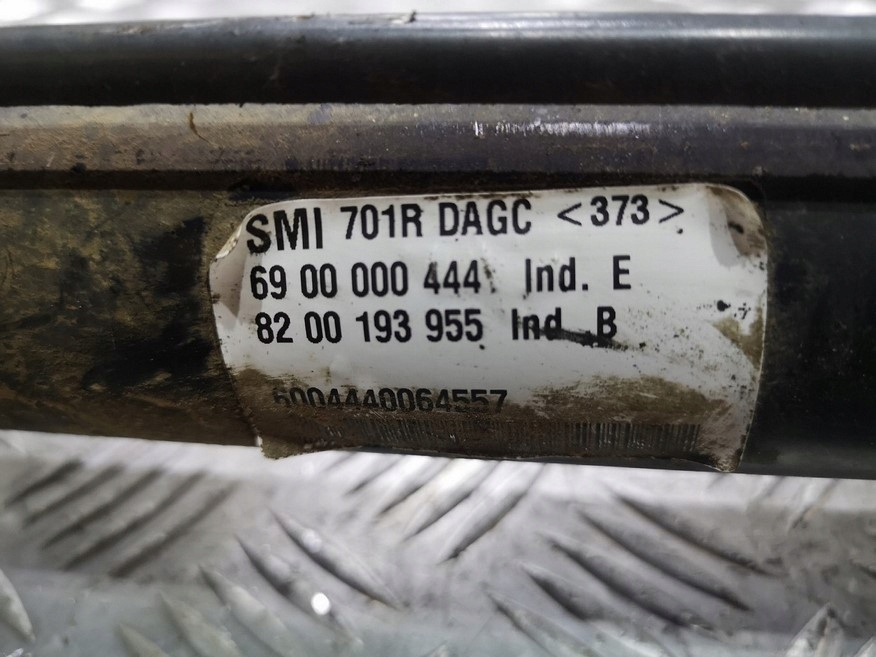 SMI 701R DAGC <373>
69 00 000 444 Ind. E
82 00 193 955 Ind. B
6004440064557